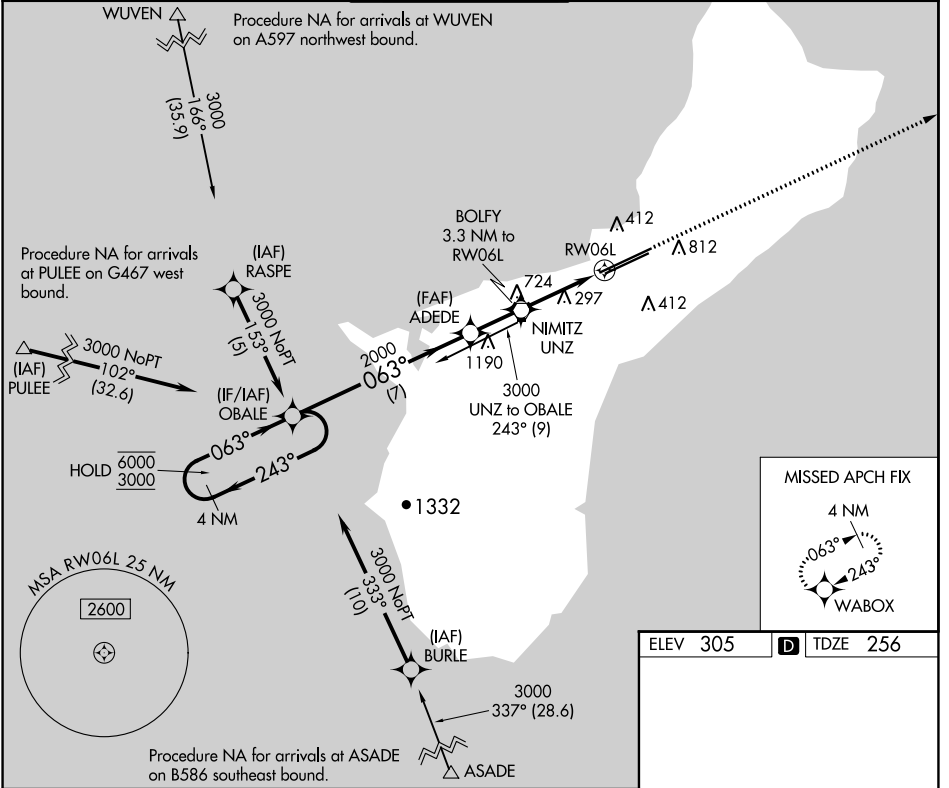 WUVEN
Procedure NA for arrivals at WUVEN
on A597 northwest bound.
3000
166°
(35.9)
Procedure NA for arrivals
at PULEE on G467 west
bound.
(IAF)
RASPE
3000 NoPT
153°
(5)
(IAF)
PULEE
3000 NoPT
102°
(32.6)
(IF/IAF)
OBALE
HOLD
6000
3000
063°
243°
4 NM
2000
063°
(7)
(FAF)
ADEDE
BOLFY
3.3 NM to
RW06L
RW06L
412
812
724
297
412
NIMITZ
UNZ
1190
3000
UNZ to OBALE
243° (9)
1332
MISSED APCH FIX
4 NM
063°
243°
WABOX
MSA RW06L 25 NM
2600
3000 NoPT
333°
(10)
(IAF)
BURLE
3000
337° (28.6)
ASADE
Procedure NA for arrivals at ASADE
on B586 southeast bound.
ELEV 305 D TDZE 256